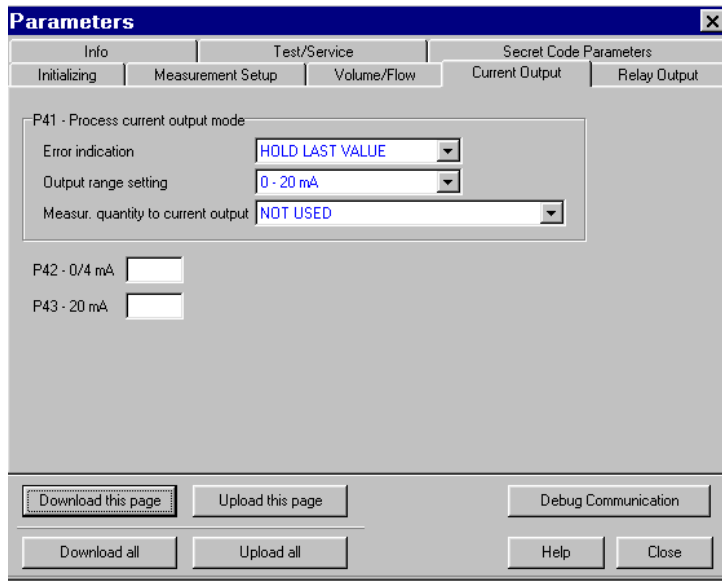 Parameters
Info Test/Service Secret Code Parameters
Initializing Measurement Setup Volume/Flow Current Output Relay Output
P41 - Process current output mode
Error indication HOLD LAST VALUE
Output range setting 0 - 20 mA
Measur. quantity to current output NOT USED
P42 - 0/4 mA
P43 - 20 mA
Download this page Upload this page Debug Communication
Download all Upload all Help Close